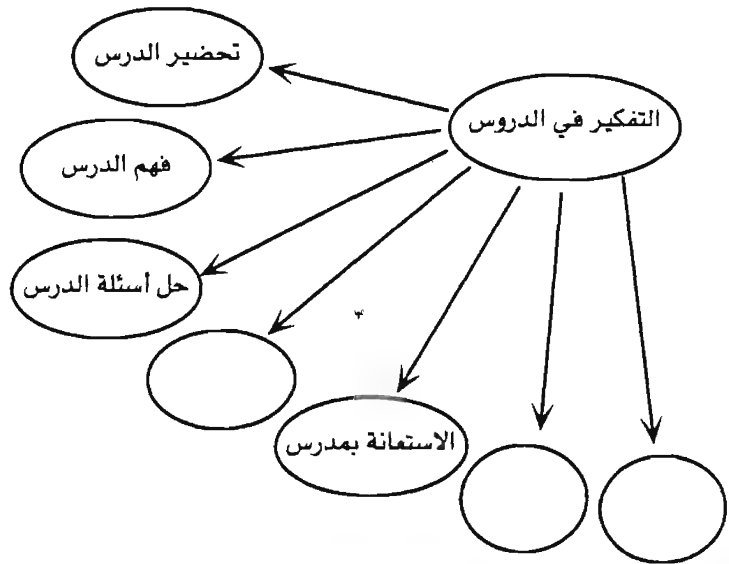 تحضير الدرس
التفكير في الدروس
فهم الدرس
حل أسئلة الدرس
الاستعانة بمدرس